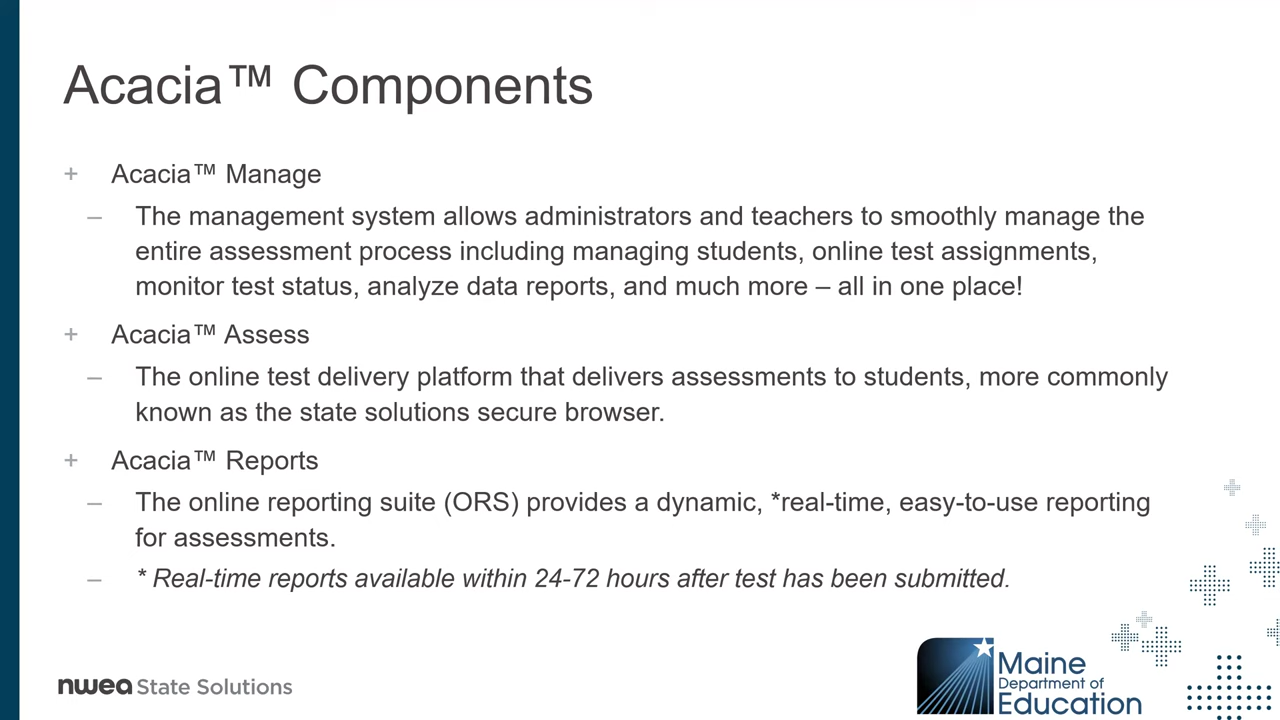 Acacia™ Components
+ Acacia™ Manage
– The management system allows administrators and teachers to smoothly manage the
entire assessment process including managing students, online test assignments,
monitor test status, analyze data reports, and much more – all in one place!
+ Acacia™ Assess
– The online test delivery platform that delivers assessments to students, more commonly
known as the state solutions secure browser.
+ Acacia™ Reports
– The online reporting suite (ORS) provides a dynamic, *real-time, easy-to-use reporting
for assessments.
– * Real-time reports available within 24-72 hours after test has been submitted.
nwea State Solutions
Maine
Department of
Education